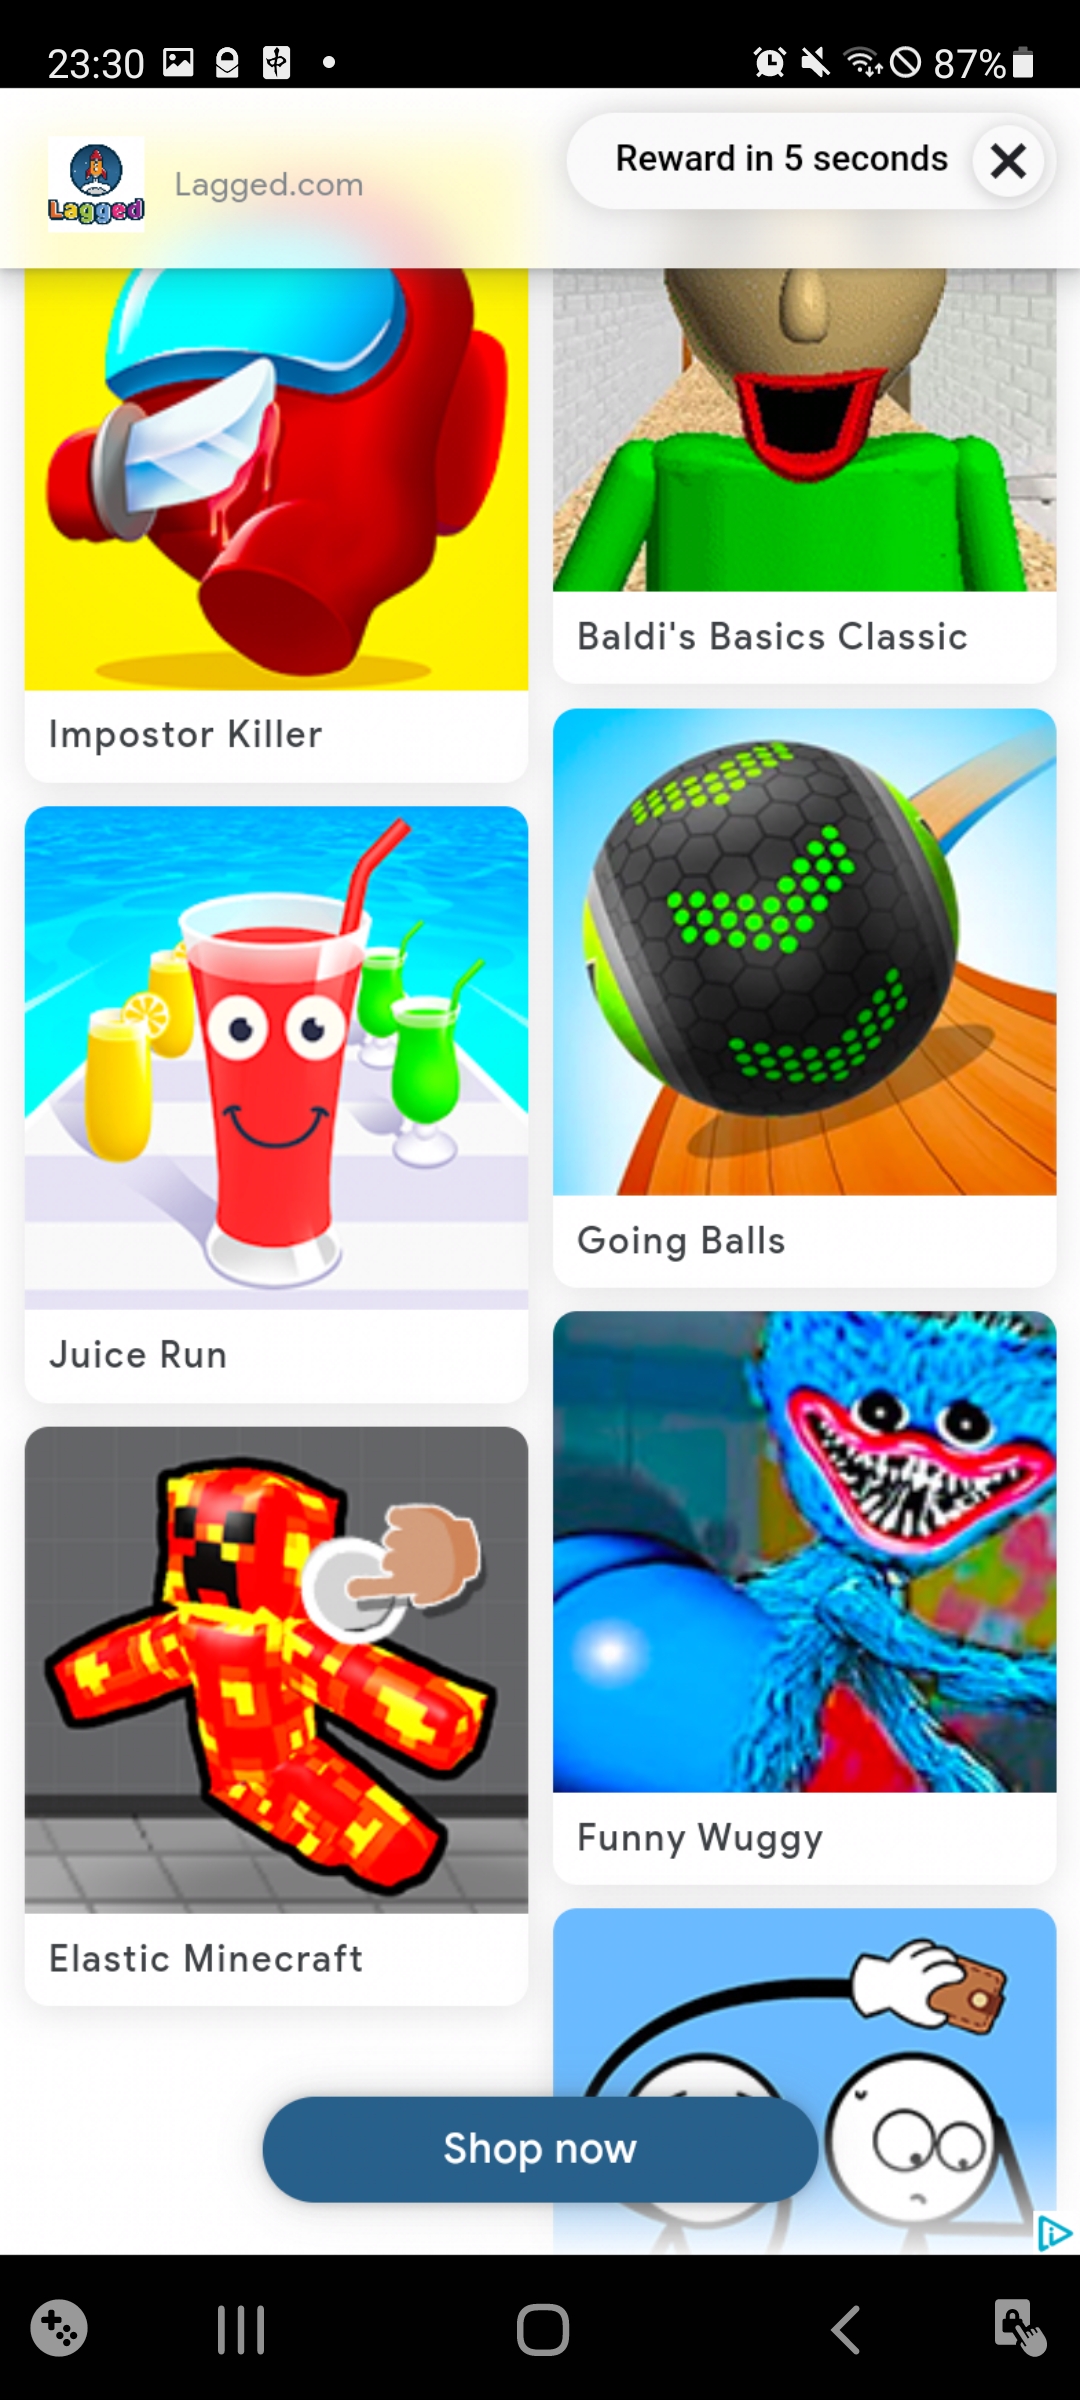 23:30
87%
Lagged
Lagged.com
Reward in 5 seconds
Impostor Killer
Baldi's Basics Classic
Juice Run
Going Balls
Elastic Minecraft
Funny Wuggy
Shop now